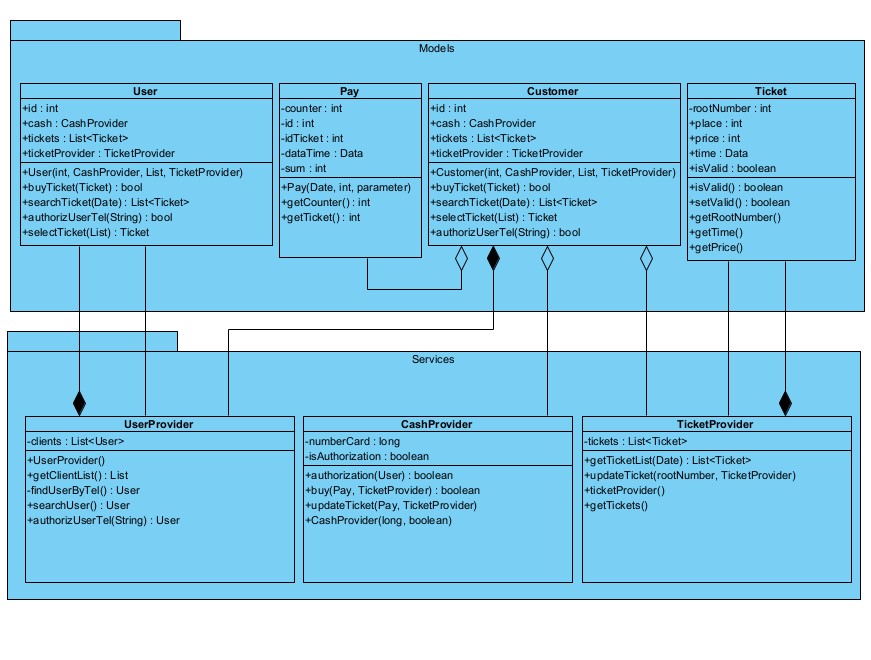 Models
User
+id : int
+cash : CashProvider
+tickets : List<Ticket>
+ticketProvider : TicketProvider
+User(int, CashProvider, List, TicketProvider)
+buyTicket(Ticket) : bool
+searchTicket(Date) : List<Ticket>
+authorizUserTel(String) : bool
+selectTicket(List) : Ticket
Pay
-counter : int
-id : int
-idTicket : int
-dataTime : Data
-sum : int
+Pay(Date, int, parameter)
+getCounter() : int
+getTicket() : int
Customer
+id : int
+cash : CashProvider
+tickets : List<Ticket>
+ticketProvider : TicketProvider
+Customer(int, CashProvider, List, TicketProvider)
+buyTicket(Ticket) : bool
+searchTicket(Date) : List<Ticket>
+selectTicket(List) : Ticket
+authorizUserTel(String) : bool
Ticket
-rootNumber : int
+place : int
+price : int
+time : Data
+isValid : boolean
+isValid() : boolean
+setValid() : boolean
+getRootNumber()
+getTime()
+getPrice()
Services
UserProvider
-clients : List<User>
+UserProvider()
+getClientList() : List
-findUserByTel() : User
+searchUser() : User
+authorizUserTel(String) : User
CashProvider
-numberCard : long
-isAuthorization : boolean
+authorization(User) : boolean
+buy(Pay, TicketProvider) : boolean
+updateTicket(Pay, TicketProvider)
+CashProvider(long, boolean)
TicketProvider
-tickets : List<Ticket>
+getTicketList(Date) : List<Ticket>
+updateTicket(rootNumber, TicketProvider)
+ticketProvider()
+getTickets()